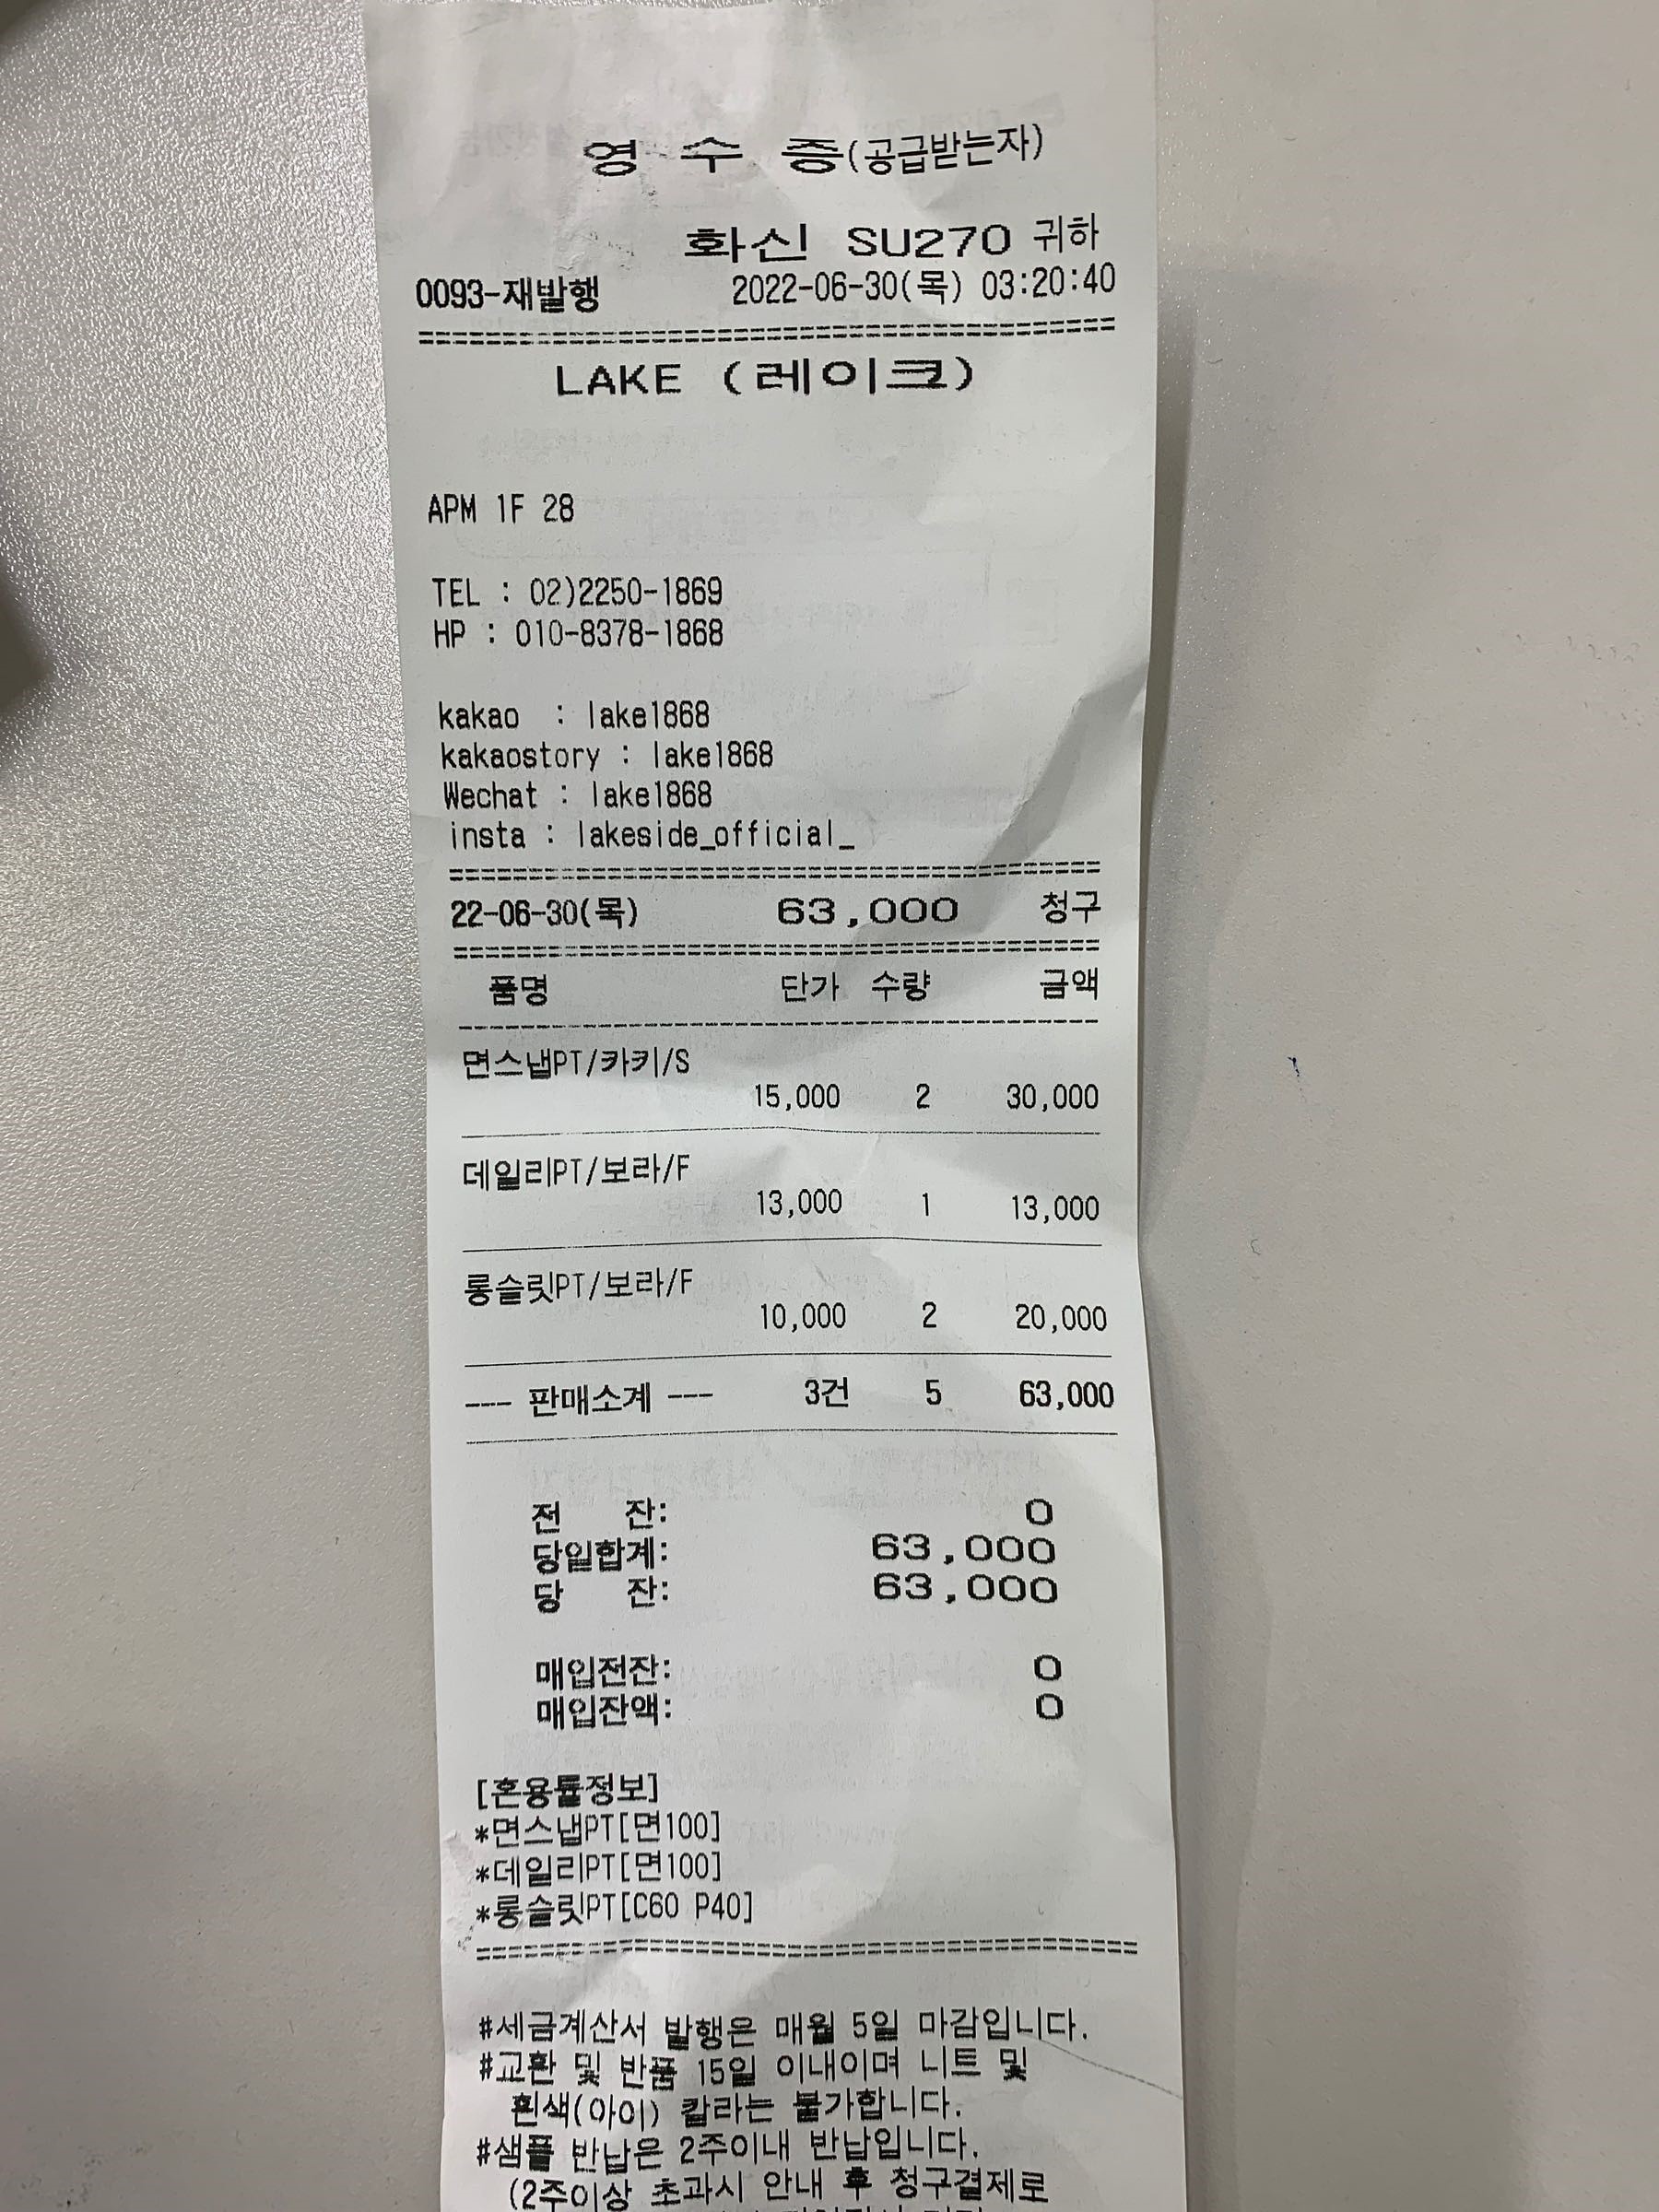 영 수 증(공급받는자)
화신 SU270 귀하
0093-재발행 2022-06-30(목) 03:20:40
==================================================
LAKE (레이크)
APM 1F 28
TEL : 02)2250-1869
HP : 010-8378-1868
kakao : lake1868
kakaostory : lake1868
Wechat : lake1868
insta : lakeside_official_
==================================================
22-06-30(목) 63,000 청구
==================================================
품명 단가 수량 금액
--------------------------------------------------
면스냅PT/카키/S
15,000 2 30,000
데일리PT/보라/F
13,000 1 13,000
롱슬릿PT/보라/F
10,000 2 20,000
--- 판매소계 --- 3건 5 63,000
전 잔: 0
당일합계: 63,000
당 잔: 63,000
매입전잔: 0
매입잔액: 0
[혼용률정보]
*면스냅PT[면100]
*데일리PT[면100]
*롱슬릿PT[C60 P40]
==================================================
#세금계산서 발행은 매월 5일 마감입니다.
#교환 및 반품 15일 이내이며 니트 및
흰색(아이) 칼라는 불가합니다.
#샘플 반납은 2주이내 반납입니다.
(2주이상 초과시 안내 후 청구결제로